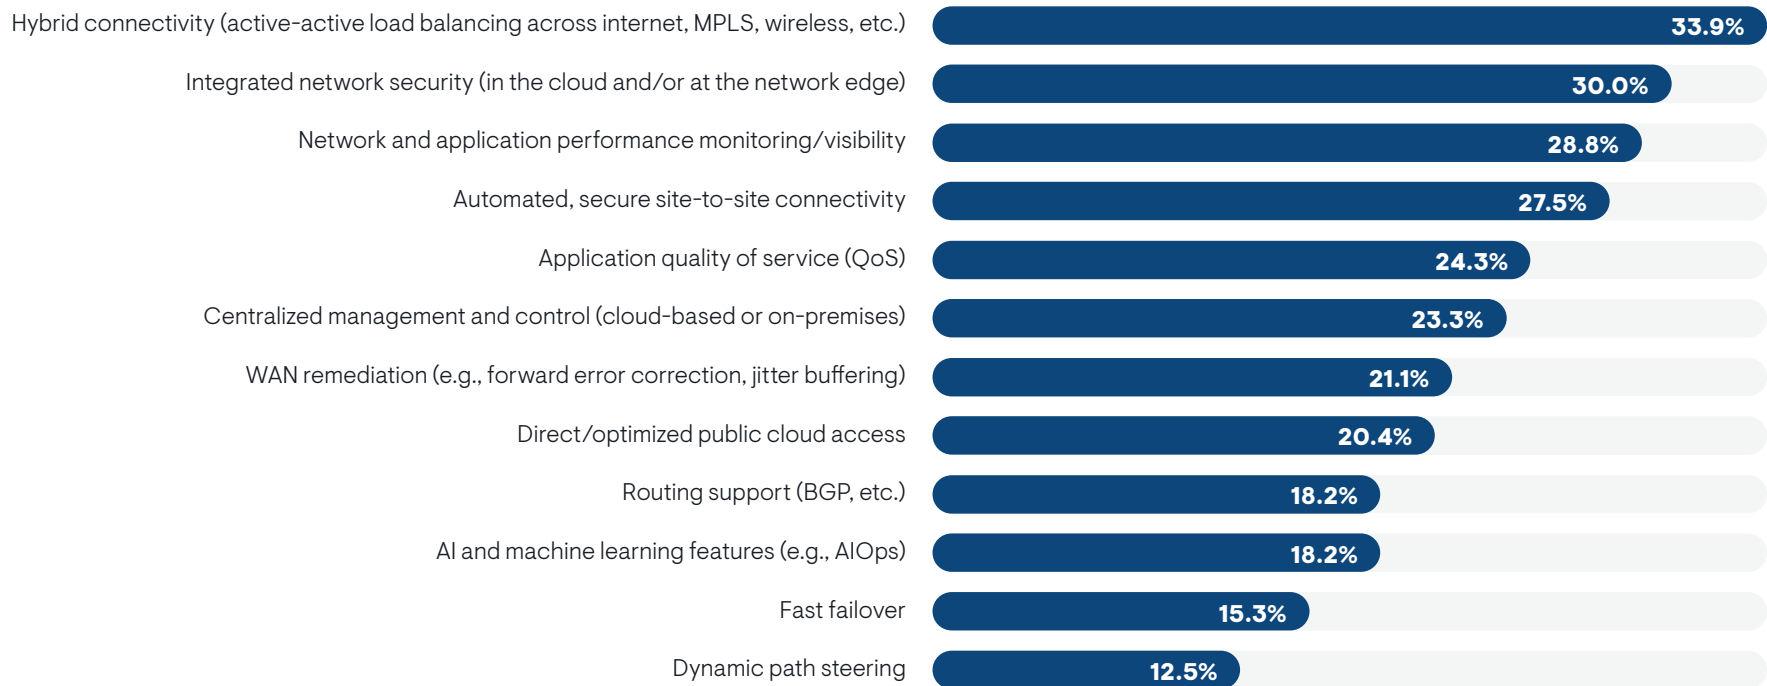 Hybrid connectivity (active-active load balancing across internet, MPLS, wireless, etc.) 33.9%
Integrated network security (in the cloud and/or at the network edge) 30.0%
Network and application performance monitoring/visibility 28.8%
Automated, secure site-to-site connectivity 27.5%
Application quality of service (QoS) 24.3%
Centralized management and control (cloud-based or on-premises) 23.3%
WAN remediation (e.g., forward error correction, jitter buffering) 21.1%
Direct/optimized public cloud access 20.4%
Routing support (BGP, etc.) 18.2%
AI and machine learning features (e.g., AIOps) 18.2%
Fast failover 15.3%
Dynamic path steering 12.5%